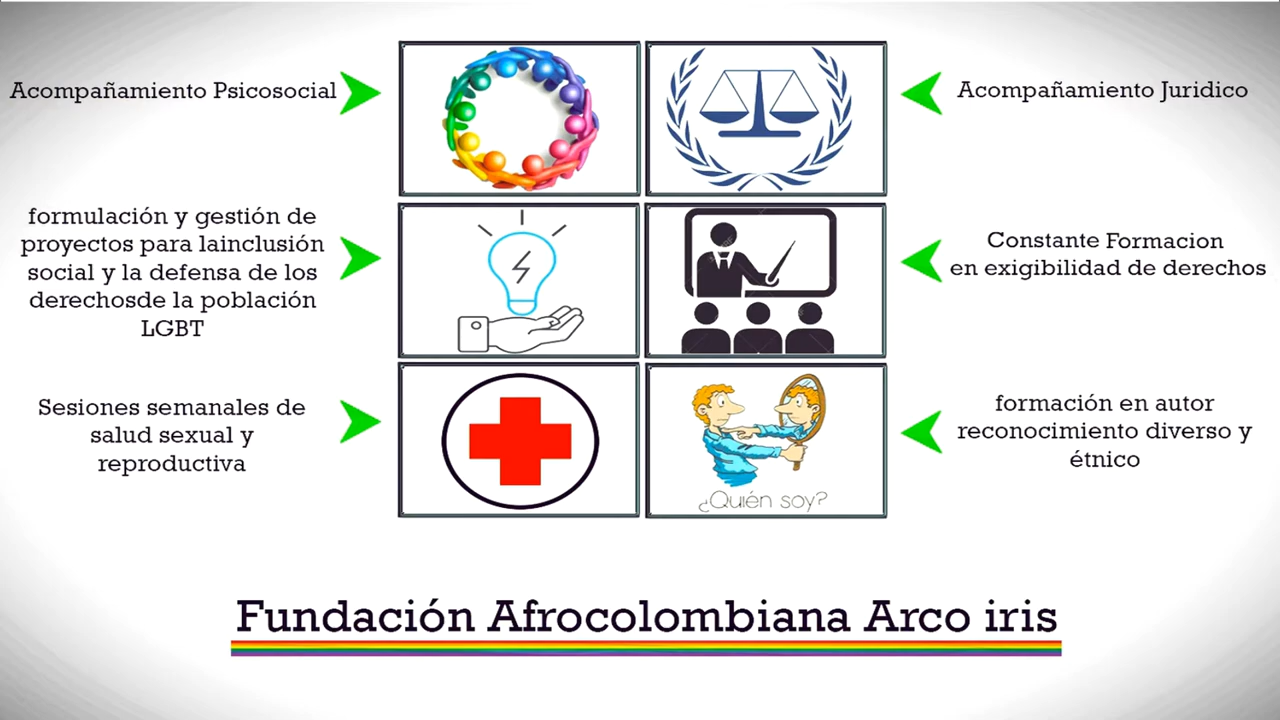 Acompañamiento Psicosocial
Acompañamiento Juridico
formulación y gestión de
proyectos para lainclusión
social y la defensa de los
derechosde la población
LGBT
Constante Formacion
en exigibilidad de derechos
Sesiones semanales de
salud sexual y
reproductiva
formación en autor
reconocimiento diverso y
étnico
¿Quién soy?
Fundación Afrocolombiana Arco iris